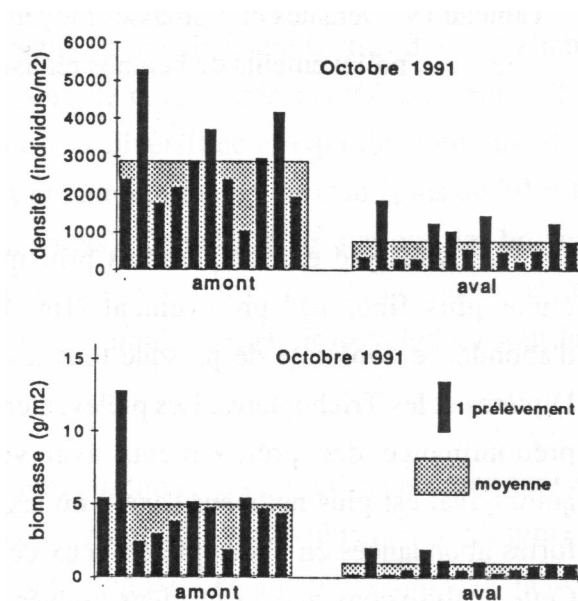 Octobre 1991
densité (individus/m2)
6000
5000
4000
3000
2000
1000
0
amont
aval
Octobre 1991
biomasse (g/m2)
15
10
5
0
1 prélèvement
moyenne
amont
aval